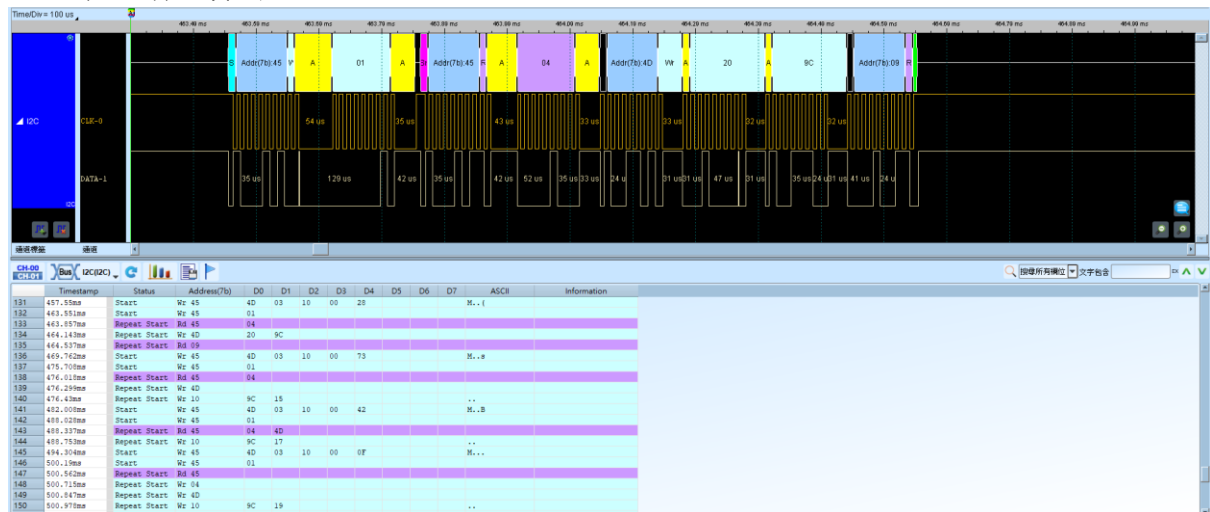 Time/Div= 100 us
463.40 ms 463.50 ms 463.60 ms 463.70 ms 463.80 ms 463.90 ms 464.00 ms 464.10 ms 464.20 ms 464.30 ms 464.40 ms 464.50 ms 464.60 ms 464.70 ms 464.80 ms 464.90 ms
S Addr(7b):45 A 01 A Addr(7b):45 R A 04 A Addr(7b):4D Wr A 20 A 9C Addr(7b):09 R
I2C CLK-0 54 us 35 us 43 us 33 us 33 us 32 us 32 us
DATA-1 35 us 129 us 42 us 35 us 42 us 52 us 35 us 33 us 24 u 31 us 31 us 47 us 31 us 35 us 24 u 31 us 41 us 24 u
I2C
通道
CH-00 CH-01 Bus I2C(I2C) 搜尋所有欄位 文字包含
Timestamp Status Address(7b) D0 D1 D2 D3 D4 D5 D6 D7 ASCII Information
131 457.55ms Start Wr 45 4D 03 10 00 28 M..(
132 463.551ms Start Wr 45 01
133 463.857ms Repeat Start Rd 45 04
134 464.143ms Repeat Start Wr 4D 20 9C
135 464.537ms Repeat Start Rd 09
136 469.762ms Start Wr 45 4D 03 10 00 73 M..s
137 475.708ms Start Wr 45 01
138 476.018ms Repeat Start Rd 45 04
139 476.299ms Repeat Start Wr 4D
140 476.43ms Repeat Start Wr 10 9C 15 ..
141 482.008ms Start Wr 45 4D 03 10 00 42 M..B
142 488.028ms Start Wr 45 01
143 488.337ms Repeat Start Rd 45 04 4D
144 488.753ms Repeat Start Wr 10 9C 17 ..
145 494.304ms Start Wr 45 4D 03 10 00 0F M...
146 500.19ms Start Wr 45 01
147 500.562ms Repeat Start Rd 45
148 500.715ms Repeat Start Wr 04
149 500.847ms Repeat Start Wr 4D
150 500.978ms Repeat Start Wr 10 9C 19 ..